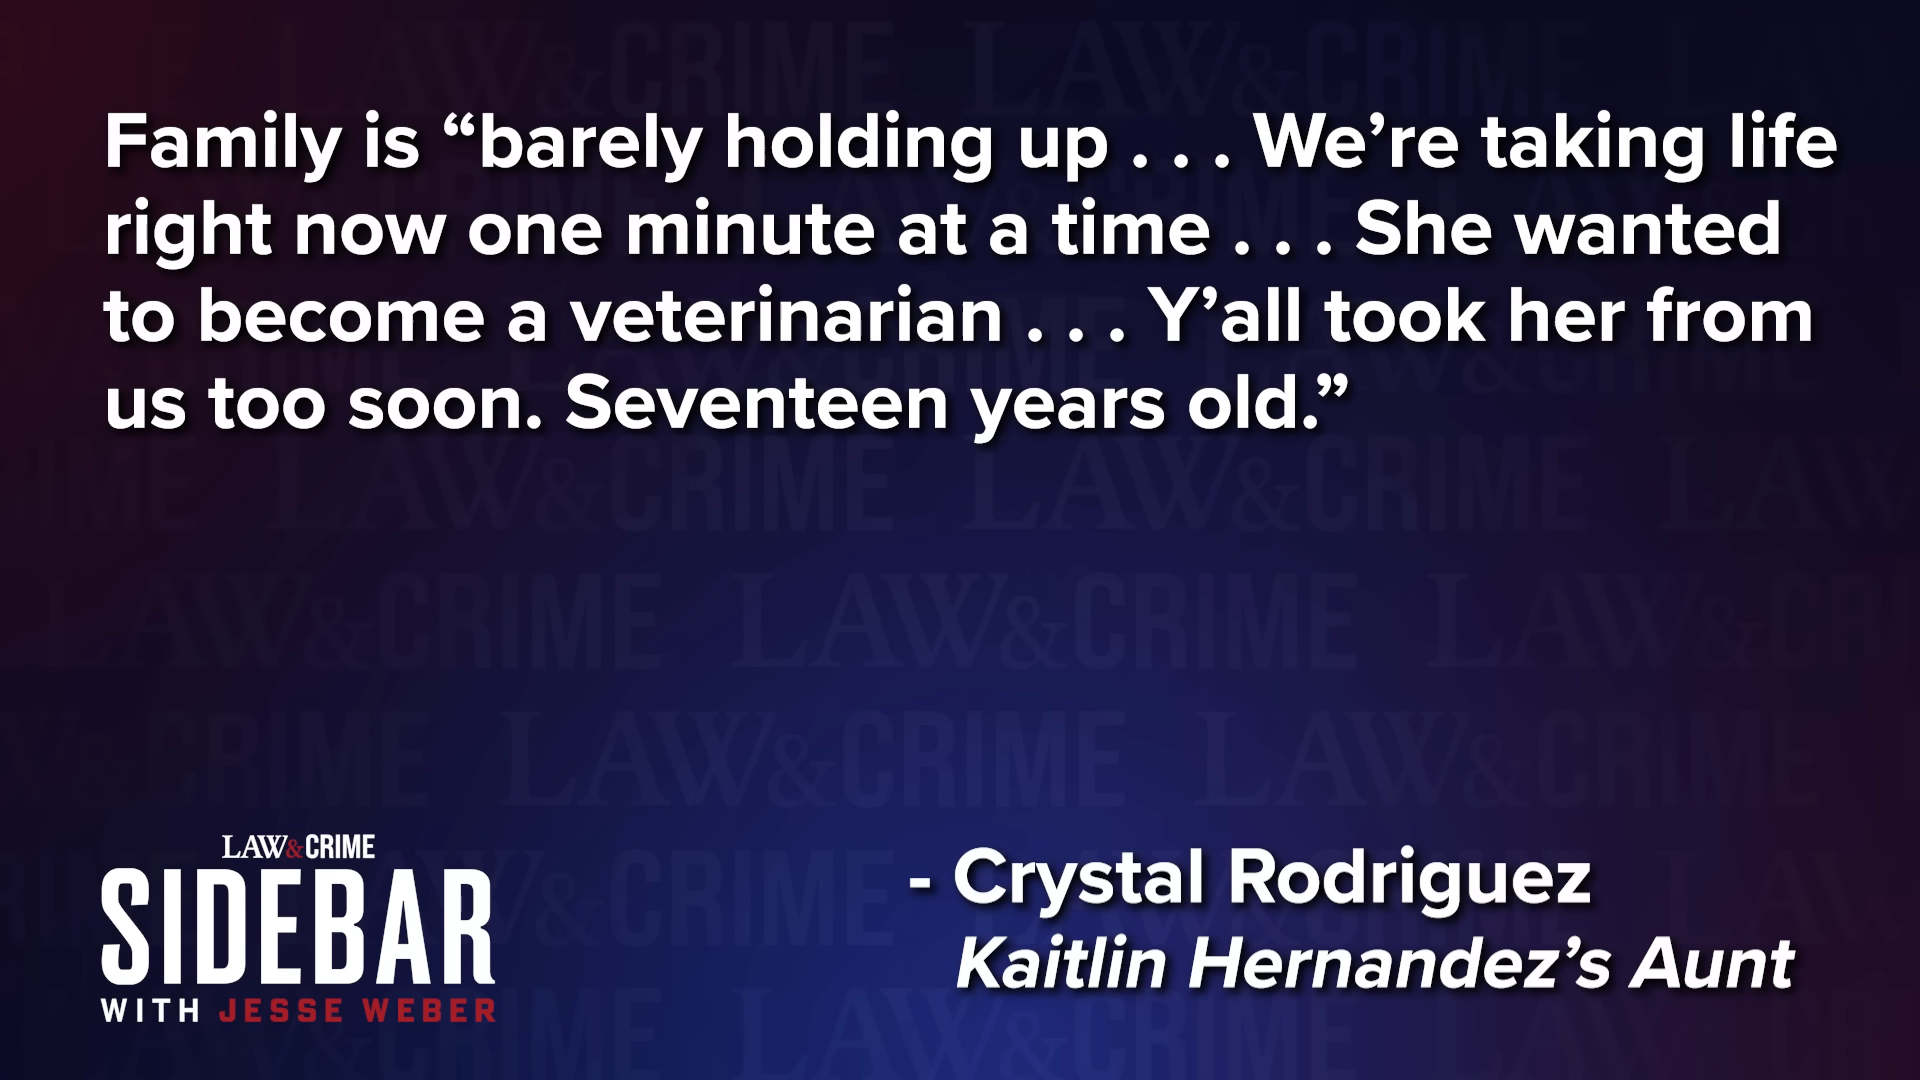 Family is “barely holding up . . . We’re taking life
right now one minute at a time . . . She wanted
to become a veterinarian . . . Y’all took her from
us too soon. Seventeen years old.”
LAW&CRIME
SIDEBAR
WITH JESSE WEBER
- Crystal Rodriguez
Kaitlin Hernandez’s Aunt